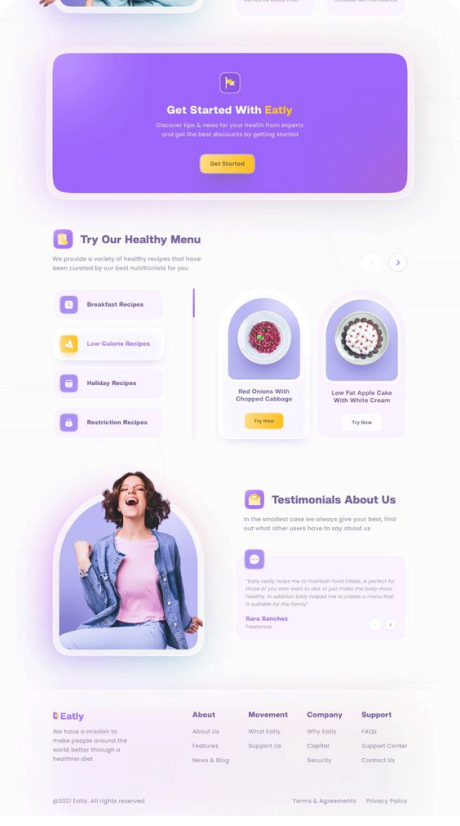 Get Started With Eatly
Discover tips & news for your health from experts
and get the best discounts by getting started
Get Started
Try Our Healthy Menu
We provide a variety of healthy recipes that have
been curated by our best nutritionists for you
Breakfast Recipes
Low-Calorie Recipes
Holiday Recipes
Restriction Recipes
Red Onions With
Chopped Cabbage
Try Now
Low Fat Apple Cake
With White Cream
Try Now
Testimonials About Us
In the smallest case we always give your best, find
out what other users have to say about us
"Eatly really helps me to maintain food intake, is perfect for
those of you who want to diet or just make the body more
healthy. In addition Eatly helped me to create a menu that
is suitable for the family"
Rara Sanchez
Freelancer
Eatly
We have a mission to
make people around the
world better through a
healthier diet
About
About Us
Features
News & Blog
Movement
What Eatly
Support Us
Company
Why Eatly
Capital
Security
Support
FAQs
Support Center
Contact Us
@2021 Eatly. All rights reserved
Terms & Agreements
Privacy Policy